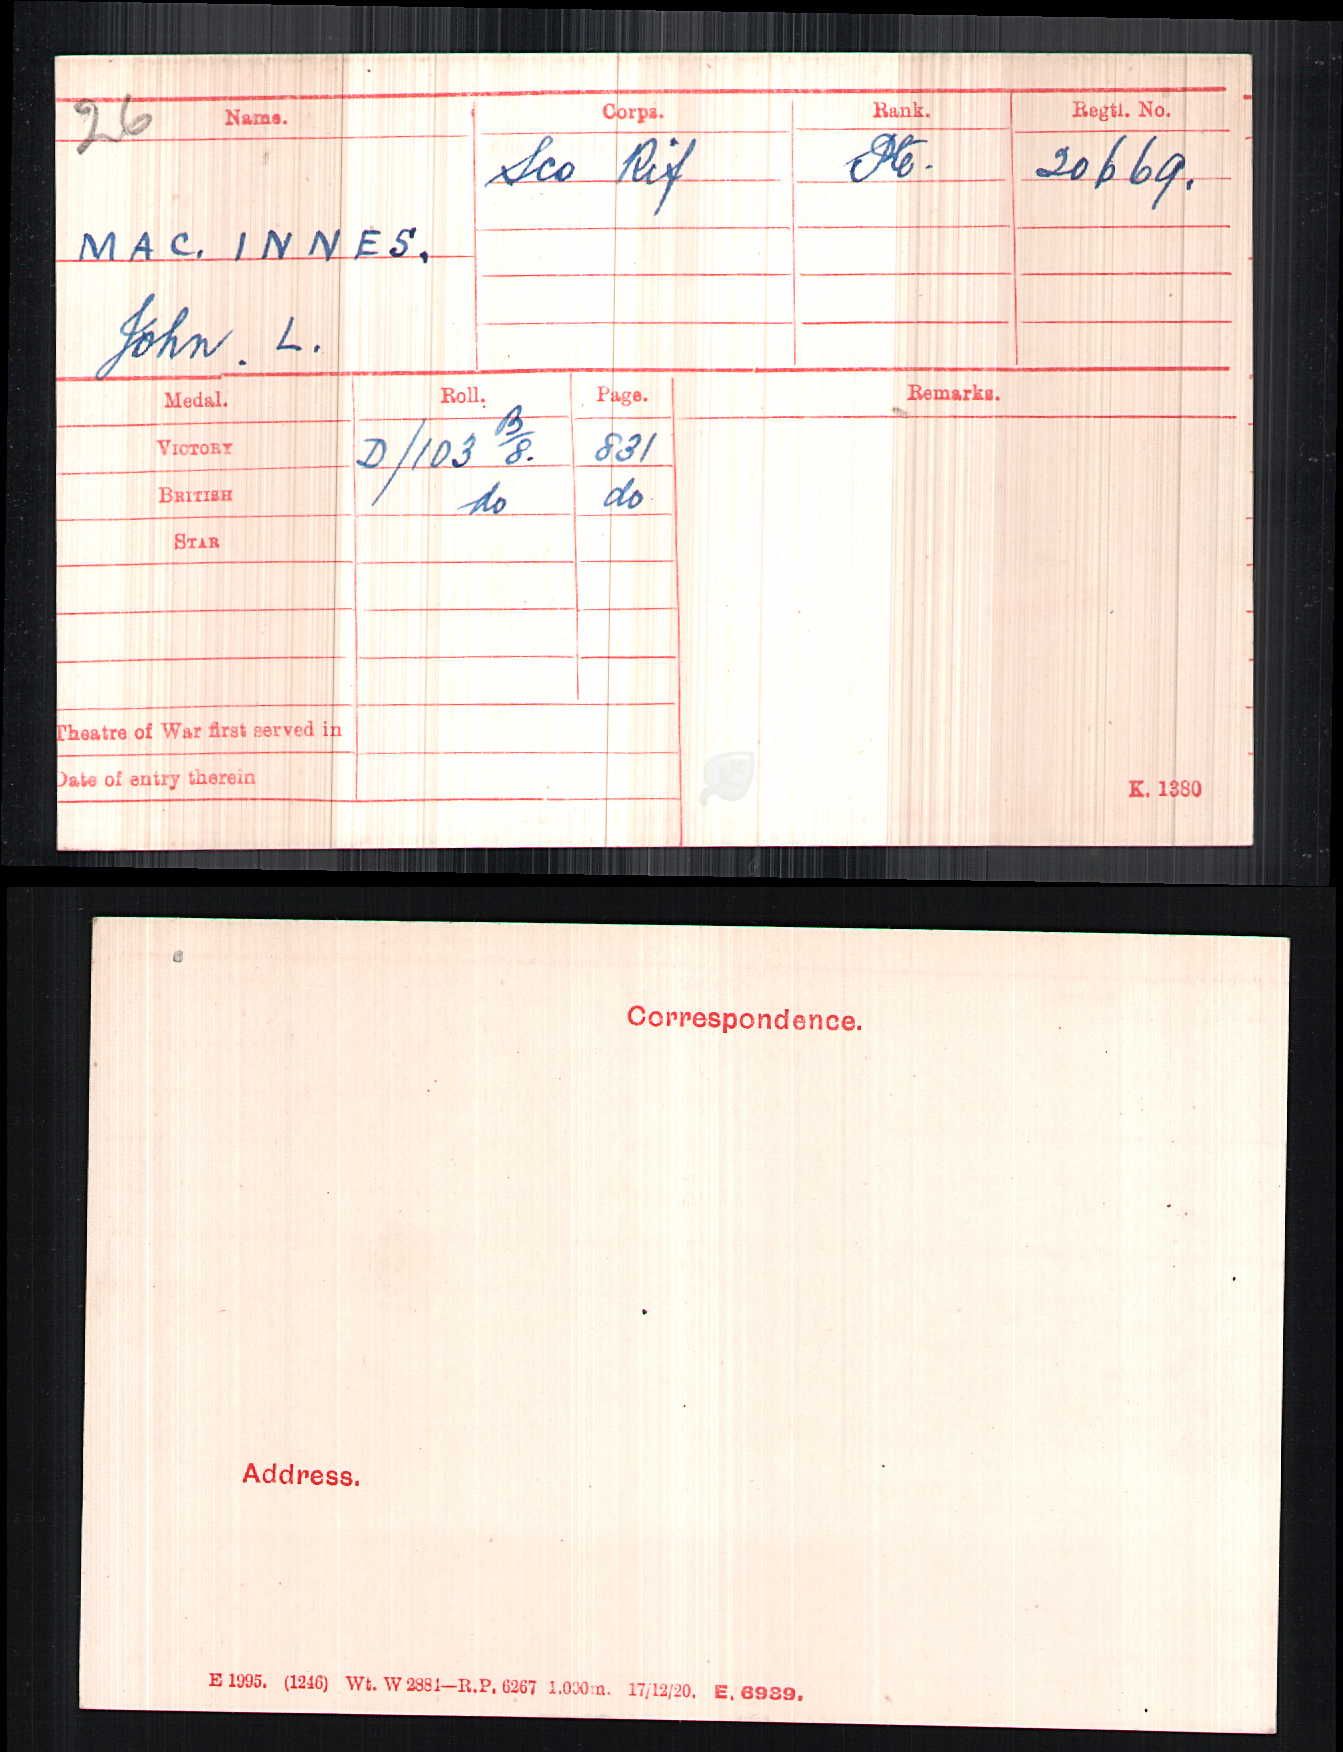 26
Name. Corps. Rank. Regtl. No.
Sco Rif Pte. 20669.
MAC. INNES.
John. L.
Medal. Roll. Page. Remarks.
VICTORY D/103 B/8. 831
BRITISH do do
STAR
Theatre of War first served in
Date of entry therein
K. 1380
Correspondence.
Address.
E 1995. (1246) Wt. W 2881—R.P. 6267 1,000m. 17/12/20. E. 6989.